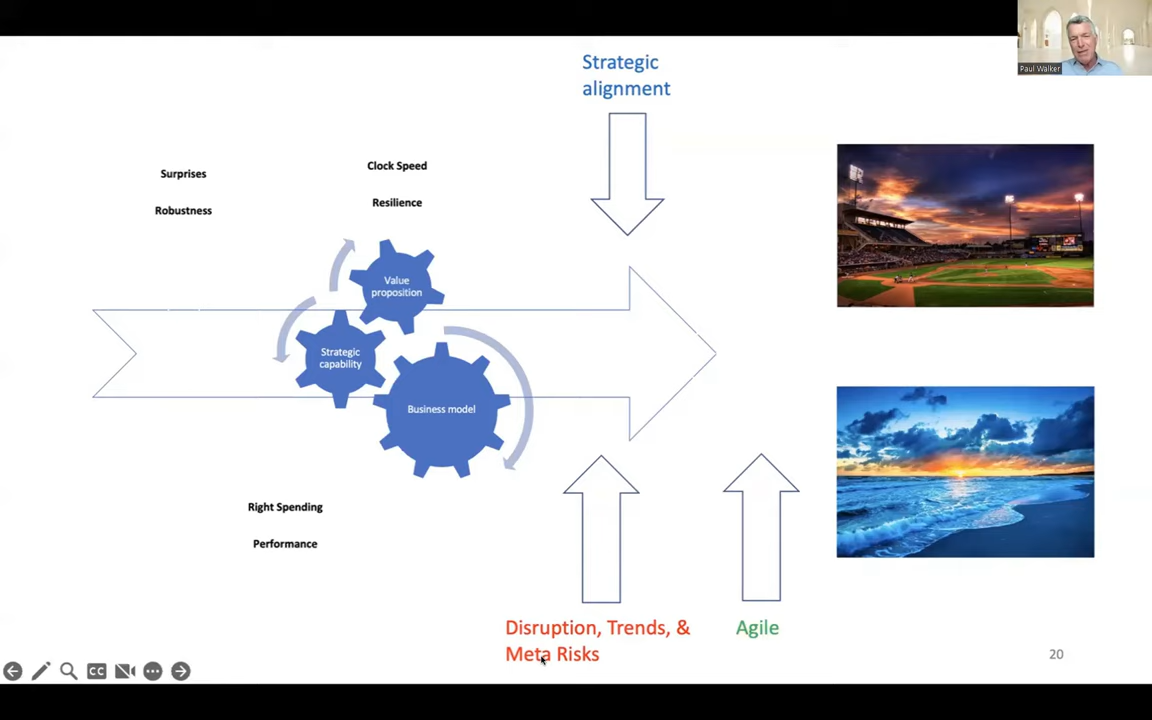 Paul Walker
Strategic
alignment
Surprises
Robustness
Clock Speed
Resilience
Value
proposition
Strategic
capability
Business model
Right Spending
Performance
Disruption, Trends, &
Meta Risks
Agile
20
CC